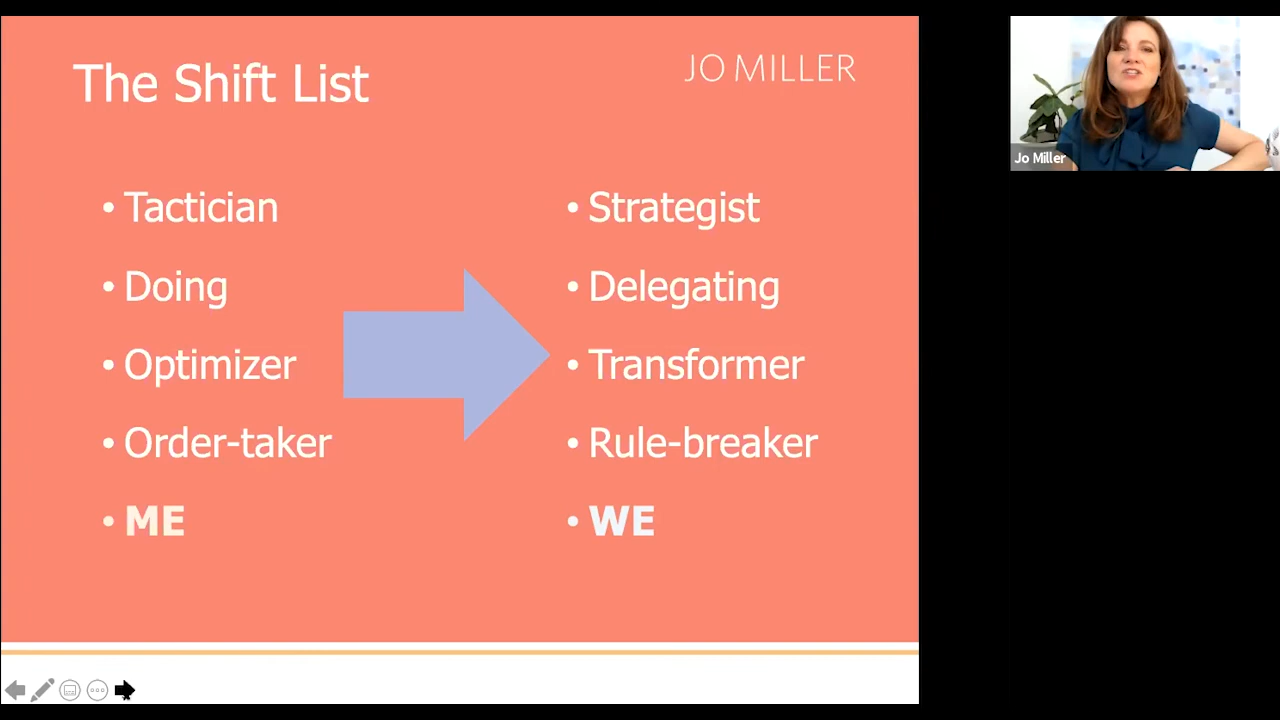 The Shift List
JO MILLER
• Tactician
• Doing
• Optimizer
• Order-taker
• ME
• Strategist
• Delegating
• Transformer
• Rule-breaker
• WE
Jo Miller